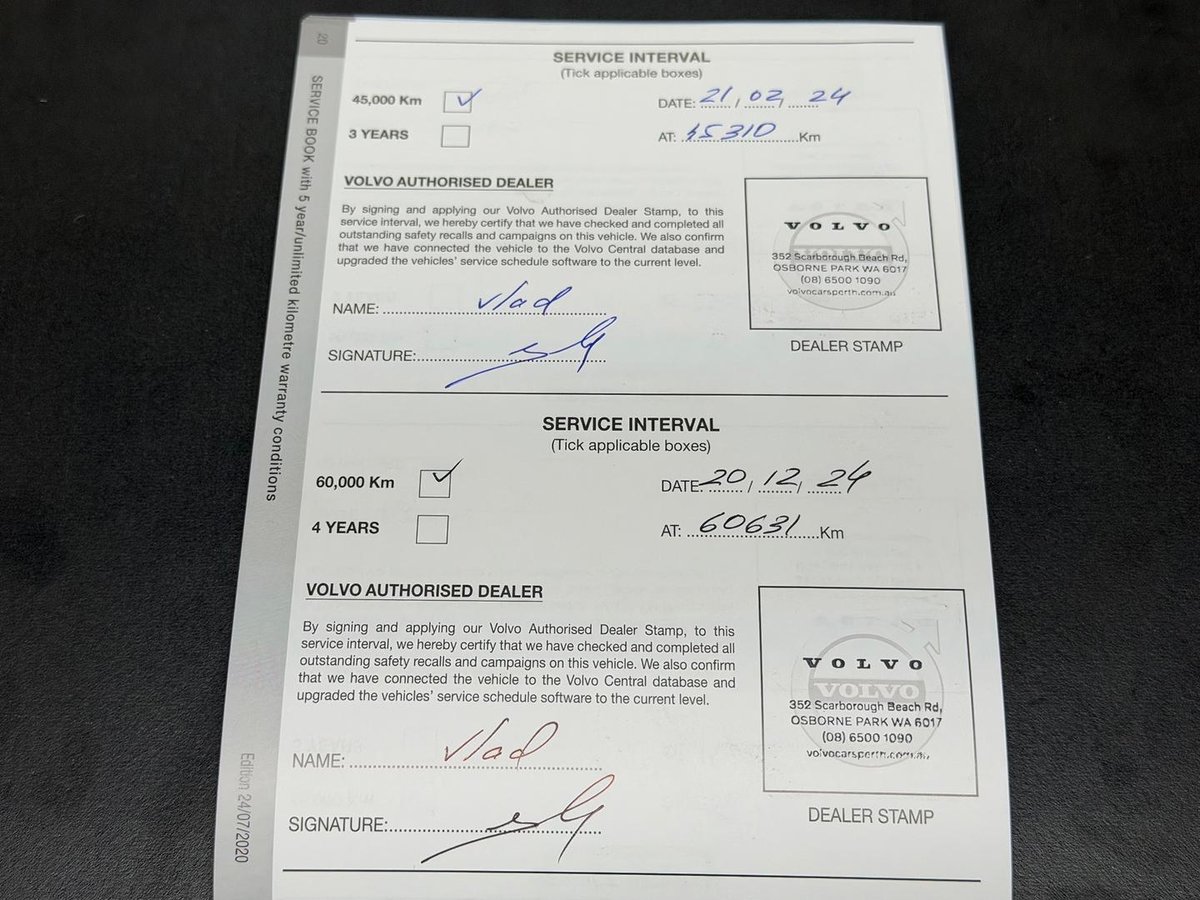 20
SERVICE BOOK with 5 year/unlimited kilometre warranty conditions
Edition 24/07/2020
SERVICE INTERVAL
(Tick applicable boxes)
45,000 Km
DATE: 21 / 02 / 24
3 YEARS
AT: 45310 Km
VOLVO AUTHORISED DEALER
By signing and applying our Volvo Authorised Dealer Stamp, to this
service interval, we hereby certify that we have checked and completed all
outstanding safety recalls and campaigns on this vehicle. We also confirm
that we have connected the vehicle to the Volvo Central database and
upgraded the vehicles' service schedule software to the current level.
NAME: vlad
SIGNATURE:
VOLVO
VOLVO
352 Scarborough Beach Rd,
OSBORNE PARK WA 6017
(08) 6500 1090
volvocarsperth.com.au
DEALER STAMP
SERVICE INTERVAL
(Tick applicable boxes)
60,000 Km
DATE: 20 / 12 / 24
4 YEARS
AT: 60631 Km
VOLVO AUTHORISED DEALER
By signing and applying our Volvo Authorised Dealer Stamp, to this
service interval, we hereby certify that we have checked and completed all
outstanding safety recalls and campaigns on this vehicle. We also confirm
that we have connected the vehicle to the Volvo Central database and
upgraded the vehicles' service schedule software to the current level.
NAME: vlad
SIGNATURE:
VOLVO
VOLVO
352 Scarborough Beach Rd,
OSBORNE PARK WA 6017
(08) 6500 1090
volvocarsperth.com.au
DEALER STAMP